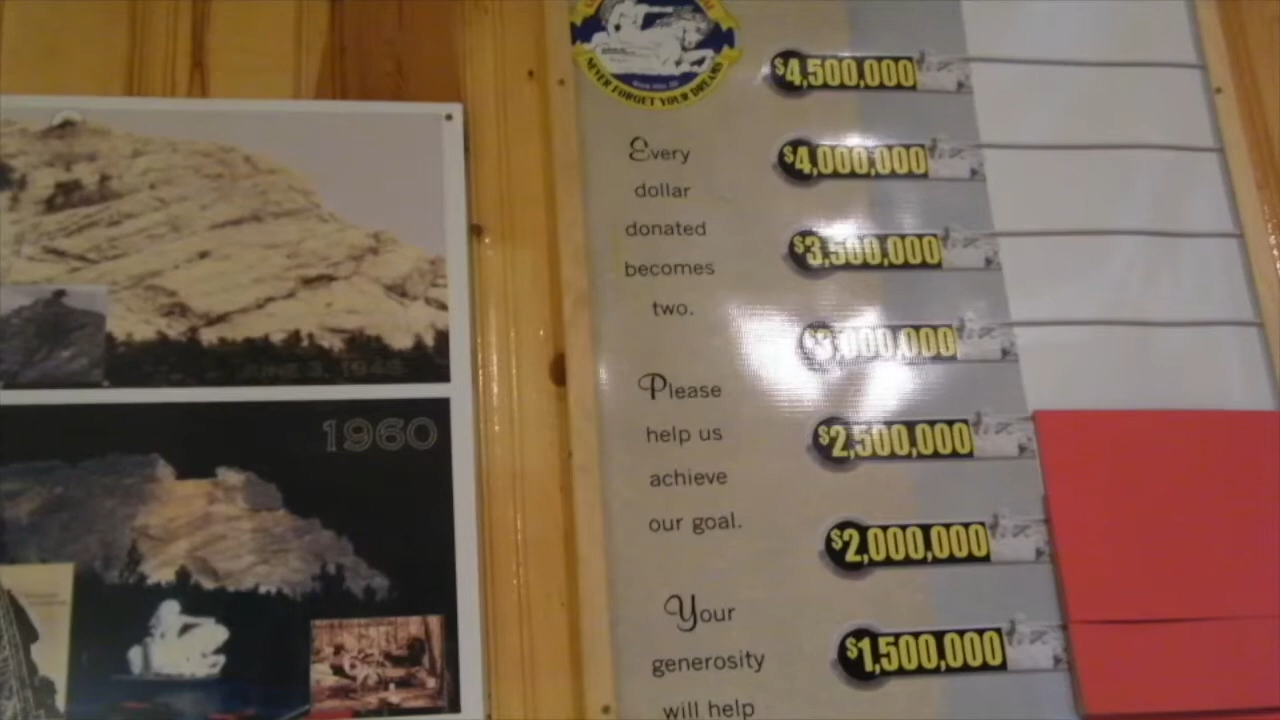 NEVER FORGET YOUR DREAMS
$4,500,000
$4,000,000
$3,500,000
,000,000
$2,500,000
$2,000,000
$1,500,000
Every
dollar
donated
becomes
two.
Please
help us
achieve
our goal.
Your
generosity
will help
JUNE 3, 1948
1960